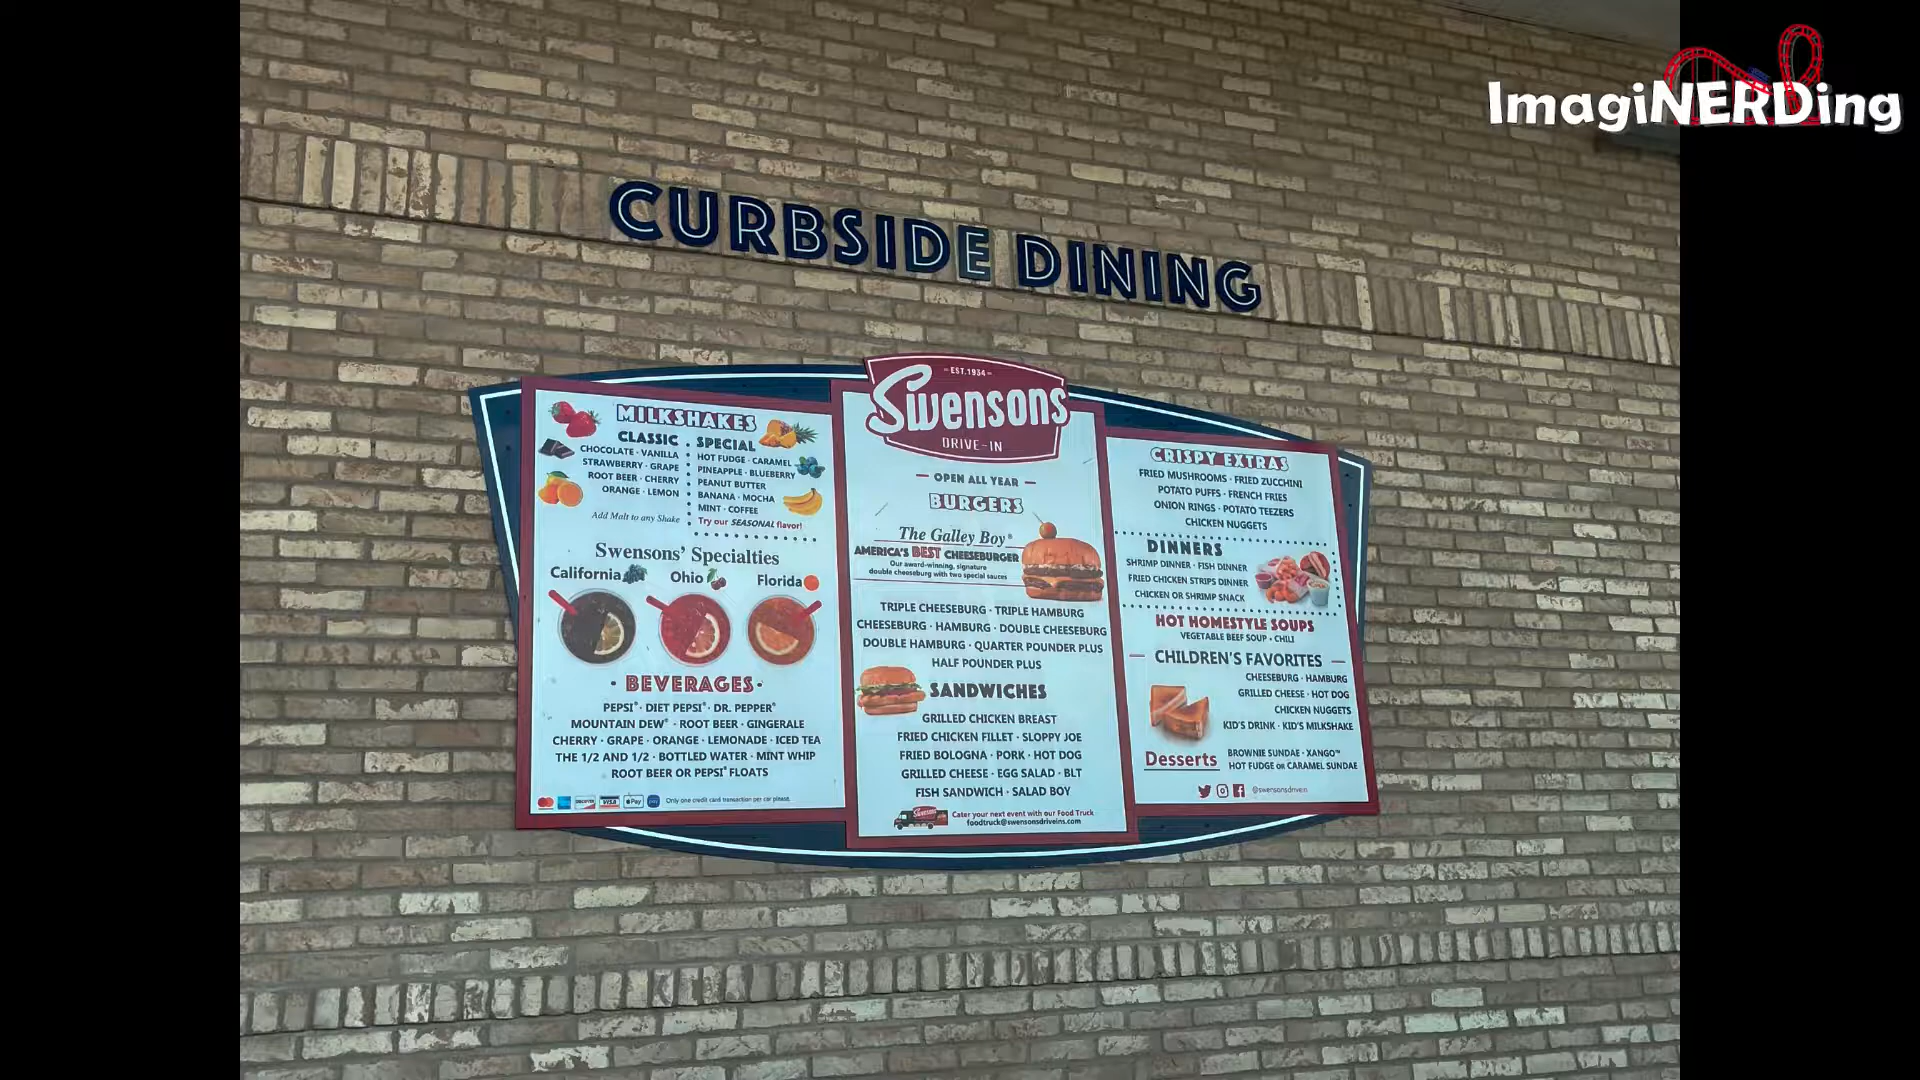 ImagiNERDing
CURBSIDE DINING
-EST.1934-
Swensons
DRIVE-IN
MILKSHAKES
CLASSIC
CHOCOLATE · VANILLA
STRAWBERRY · GRAPE
ROOT BEER · CHERRY
ORANGE · LEMON
Add Malt to any Shake
SPECIAL
HOT FUDGE · CARAMEL
PINEAPPLE · BLUEBERRY
PEANUT BUTTER
BANANA · MOCHA
MINT · COFFEE
Try our SEASONAL flavor!
Swensons' Specialties
California
Ohio
Florida
· BEVERAGES ·
PEPSI® · DIET PEPSI® · DR. PEPPER®
MOUNTAIN DEW® · ROOT BEER · GINGERALE
CHERRY · GRAPE · ORANGE · LEMONADE · ICED TEA
THE 1/2 AND 1/2 · BOTTLED WATER · MINT WHIP
ROOT BEER OR PEPSI® FLOATS
DISCOVER
VISA
Pay
Only one credit card transaction per car please.
— OPEN ALL YEAR —
BURGERS
The Galley Boy®
AMERICA'S BEST CHEESEBURGER
Our award-winning, signature
double cheeseburg with two special sauces
TRIPLE CHEESEBURG · TRIPLE HAMBURG
CHEESEBURG · HAMBURG · DOUBLE CHEESEBURG
DOUBLE HAMBURG · QUARTER POUNDER PLUS
HALF POUNDER PLUS
SANDWICHES
GRILLED CHICKEN BREAST
FRIED CHICKEN FILLET · SLOPPY JOE
FRIED BOLOGNA · PORK · HOT DOG
GRILLED CHEESE · EGG SALAD · BLT
FISH SANDWICH · SALAD BOY
Swensons
Cater your next event with our Food Truck
foodtruck@swensonsdriveins.com
CRISPY EXTRAS
FRIED MUSHROOMS · FRIED ZUCCHINI
POTATO PUFFS · FRENCH FRIES
ONION RINGS · POTATO TEEZERS
CHICKEN NUGGETS
DINNERS
SHRIMP DINNER · FISH DINNER
FRIED CHICKEN STRIPS DINNER
CHICKEN OR SHRIMP SNACK
HOT HOMESTYLE SOUPS
VEGETABLE BEEF SOUP · CHILI
— CHILDREN'S FAVORITES —
CHEESEBURG · HAMBURG
GRILLED CHEESE · HOT DOG
CHICKEN NUGGETS
KID'S DRINK · KID'S MILKSHAKE
Desserts
BROWNIE SUNDAE · XANGO™
HOT FUDGE OR CARAMEL SUNDAE
@swensonsdrivein